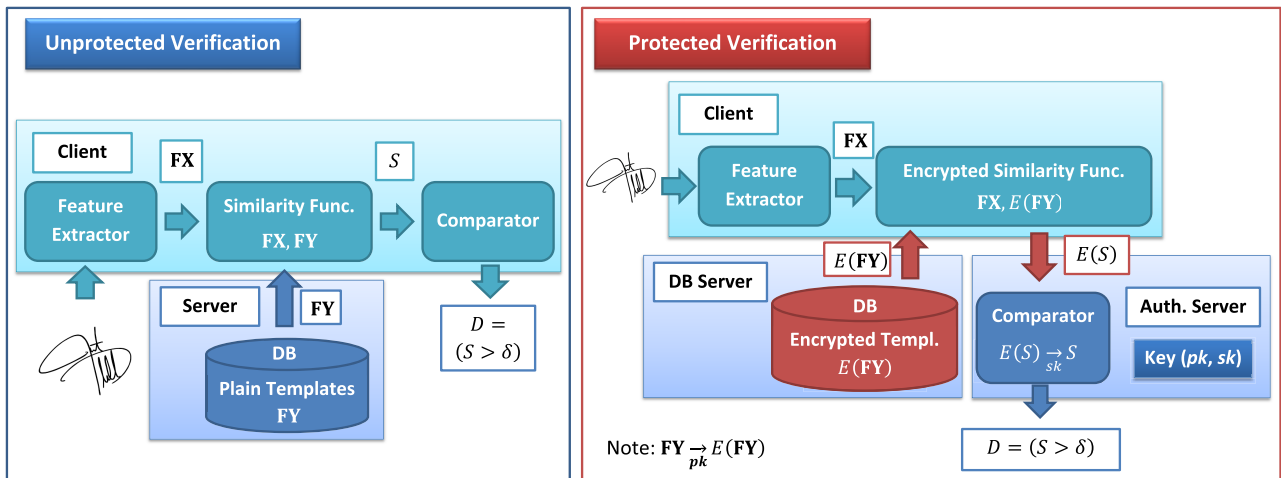 Unprotected Verification
Client
FX
S
Feature
Extractor
Similarity Func.
FX, FY
Comparator
Server
FY
D =
(S > δ)
DB
Plain Templates
FY
Protected Verification
Client
FX
Feature
Extractor
Encrypted Similarity Func.
FX, E(FY)
E(FY)
E(S)
DB Server
DB
Encrypted Templ.
E(FY)
Comparator
E(S) → S
sk
Auth. Server
Key (pk, sk)
D = (S > δ)
Note: FY → E(FY)
pk